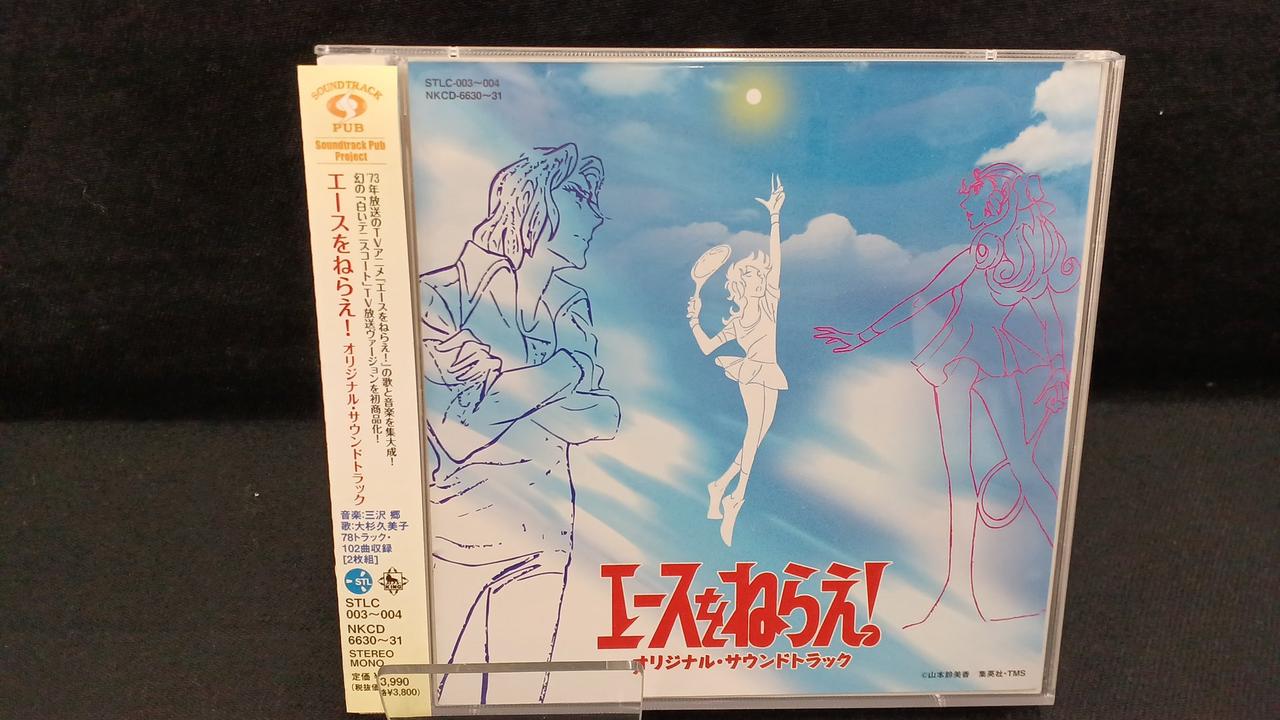 SOUNDTRACK
PUB
Soundtrack Pub
Project
'73年放送のTVアニメ「エースをねらえ!」の歌と音楽を集大成!
幻の「白いテニスコート」TV放送ヴァージョンを初商品化!
エースをねらえ! オリジナル・サウンドトラック
音楽:三沢 郷
歌:大杉久美子
78トラック・
102曲収録
[2枚組]
STL
KING
STLC
003〜004
NKCD
6630〜31
STEREO
MONO
定価 ¥3,990
(税抜価格¥3,800)
STLC-003〜004
NKCD-6630〜31
エースをねらえ!
オリジナル・サウンドトラック
©山本鈴美香 集英社・TMS